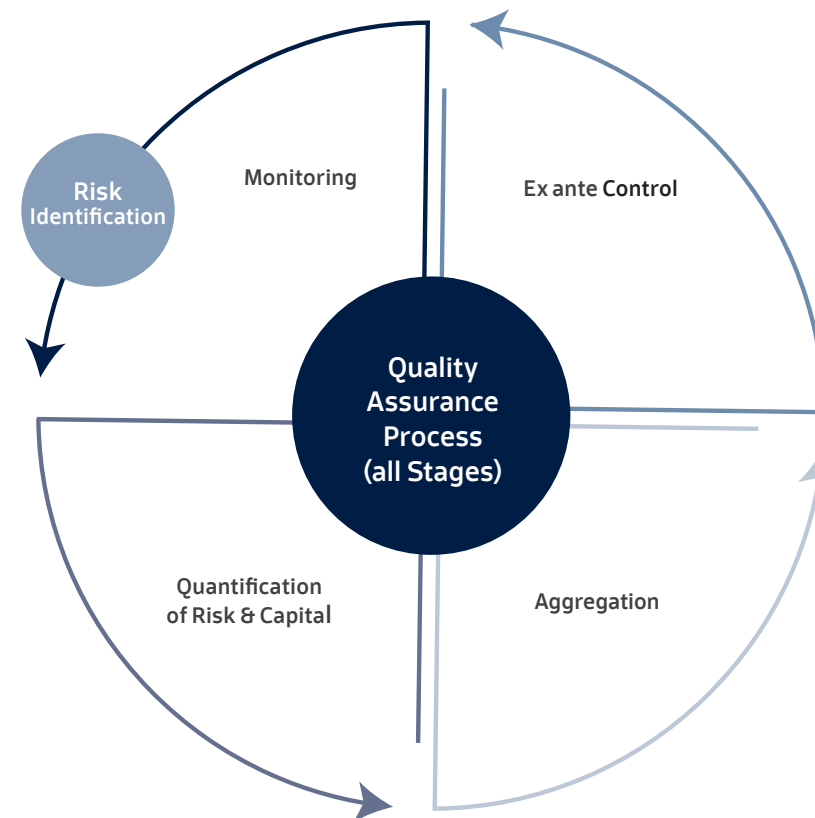 Monitoring
Ex ante Control
Risk
Identification
Quality
Assurance
Process
(all Stages)
Quantification
of Risk & Capital
Aggregation